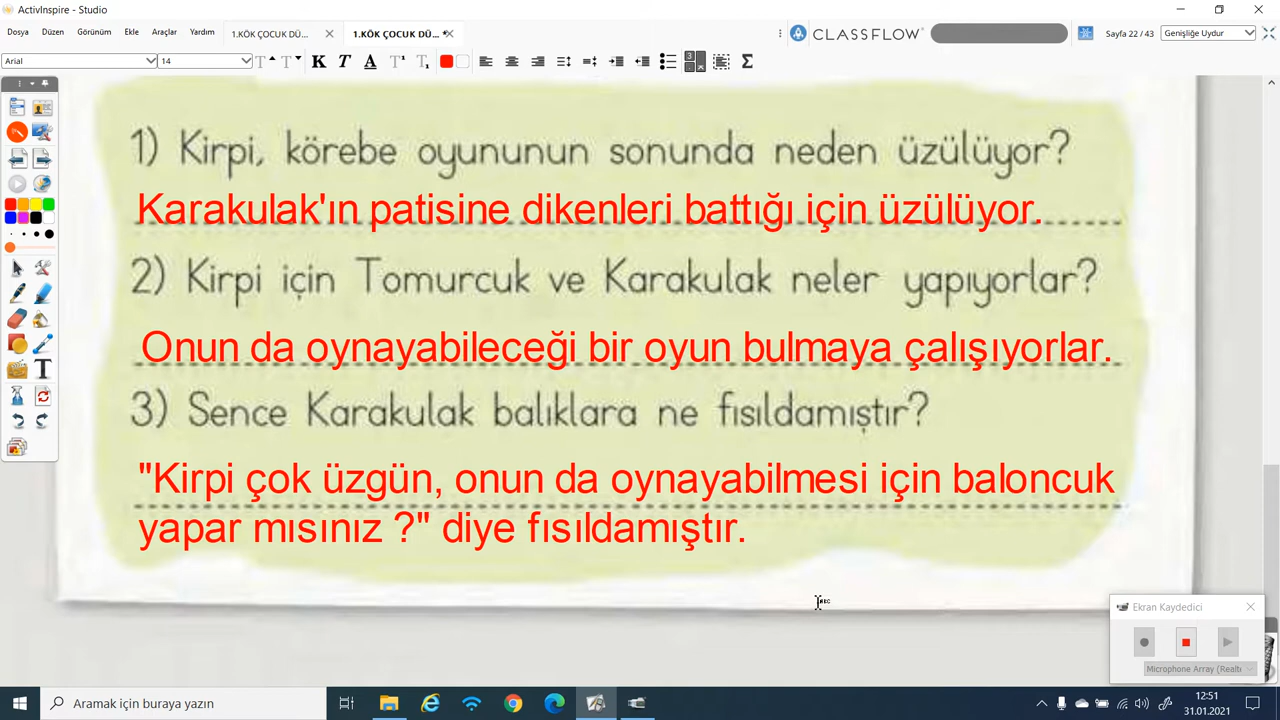 ActivInspire - Studio
Dosya Düzen Görünüm Ekle Araçlar Yardım
1.KÖK ÇOCUK DÜ...
1.KÖK ÇOCUK DÜ...
CLASSFLOW
Sayfa 22 / 43
Genişliğe Uydur
Arial
14
1) Kirpi, körebe oyununun sonunda neden üzülüyor?
Karakulak'ın patisine dikenleri battığı için üzülüyor.
2) Kirpi için Tomurcuk ve Karakulak neler yapıyorlar?
Onun da oynayabileceği bir oyun bulmaya çalışıyorlar.
3) Sence Karakulak balıklara ne fısıldamıştır?
"Kirpi çok üzgün, onun da oynayabilmesi için baloncuk
yapar mısınız ?" diye fısıldamıştır.
Ekran Kaydedici
Microphone Array (Realte
Aramak için buraya yazın
12:51
31.01.2021